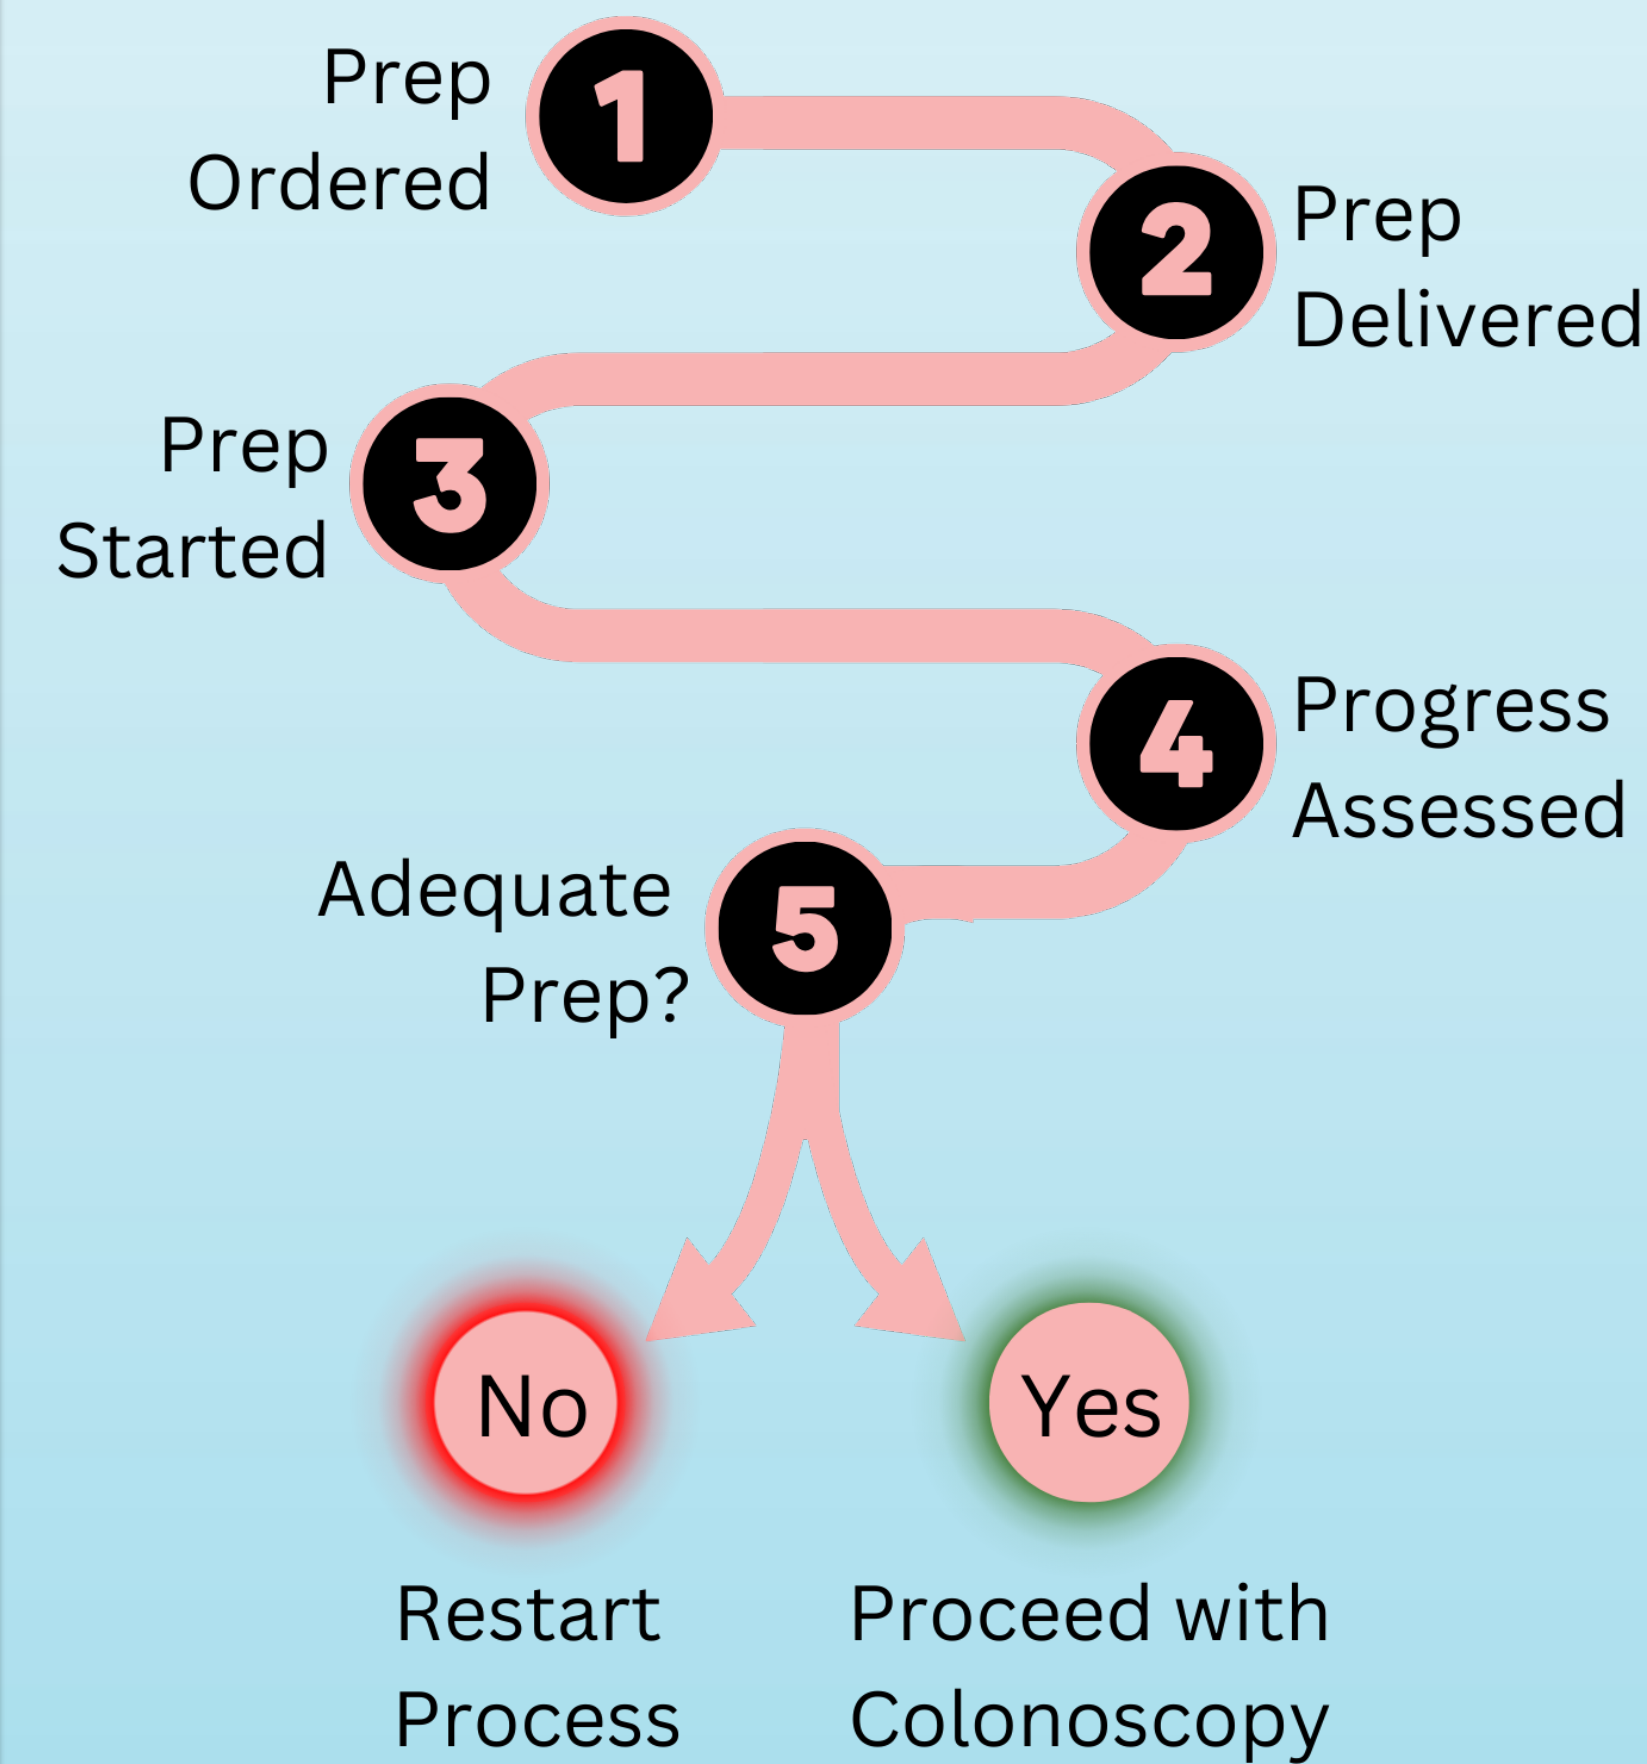 Prep
Ordered
1
2
Prep
Delivered
Prep
Started
3
4
Progress
Assessed
Adequate
Prep?
5
No
Yes
Restart
Process
Proceed with
Colonoscopy